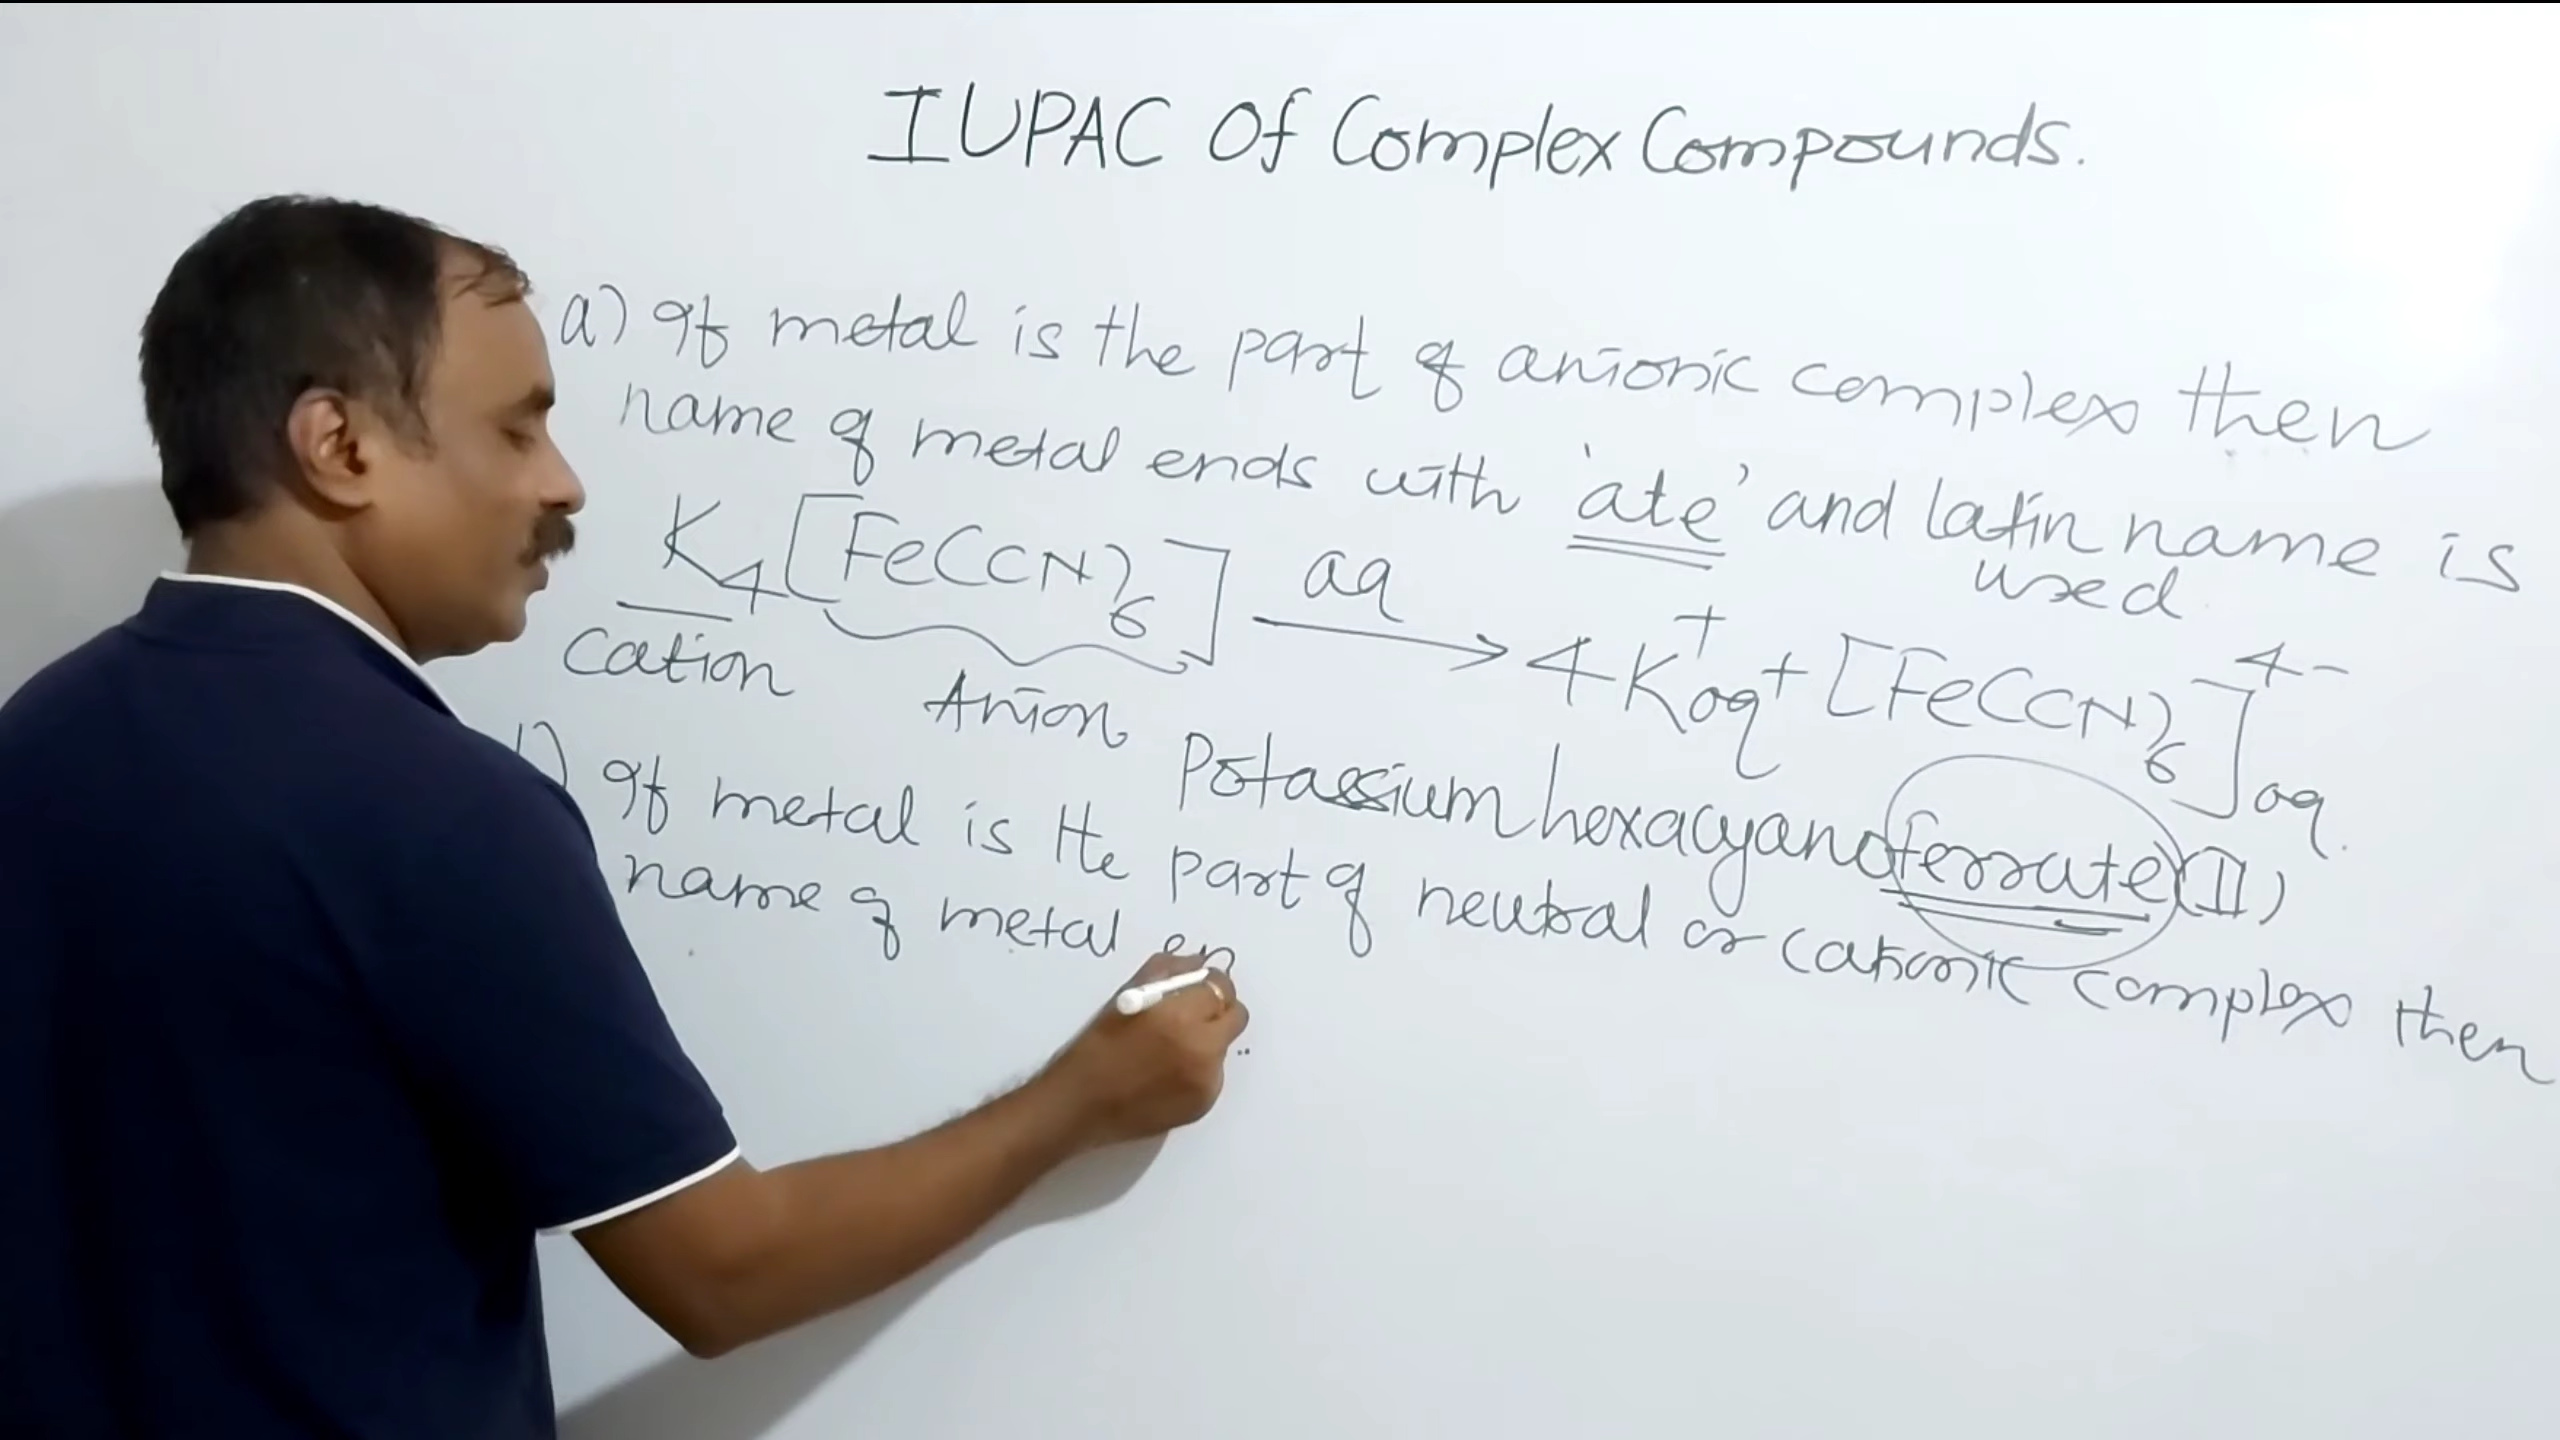 IUPAC Of Complex Compounds.
a) If metal is the part of anionic complex then
name of metal ends with 'ate' and latin name is
used
K4[Fe(CN)6] aq → 4K+aq + [Fe(CN)6]4-aq.
Cation Anion
Potassium hexacyanoferrate(II)
b) If metal is the part of neutral or cationic complex then
name of metal en